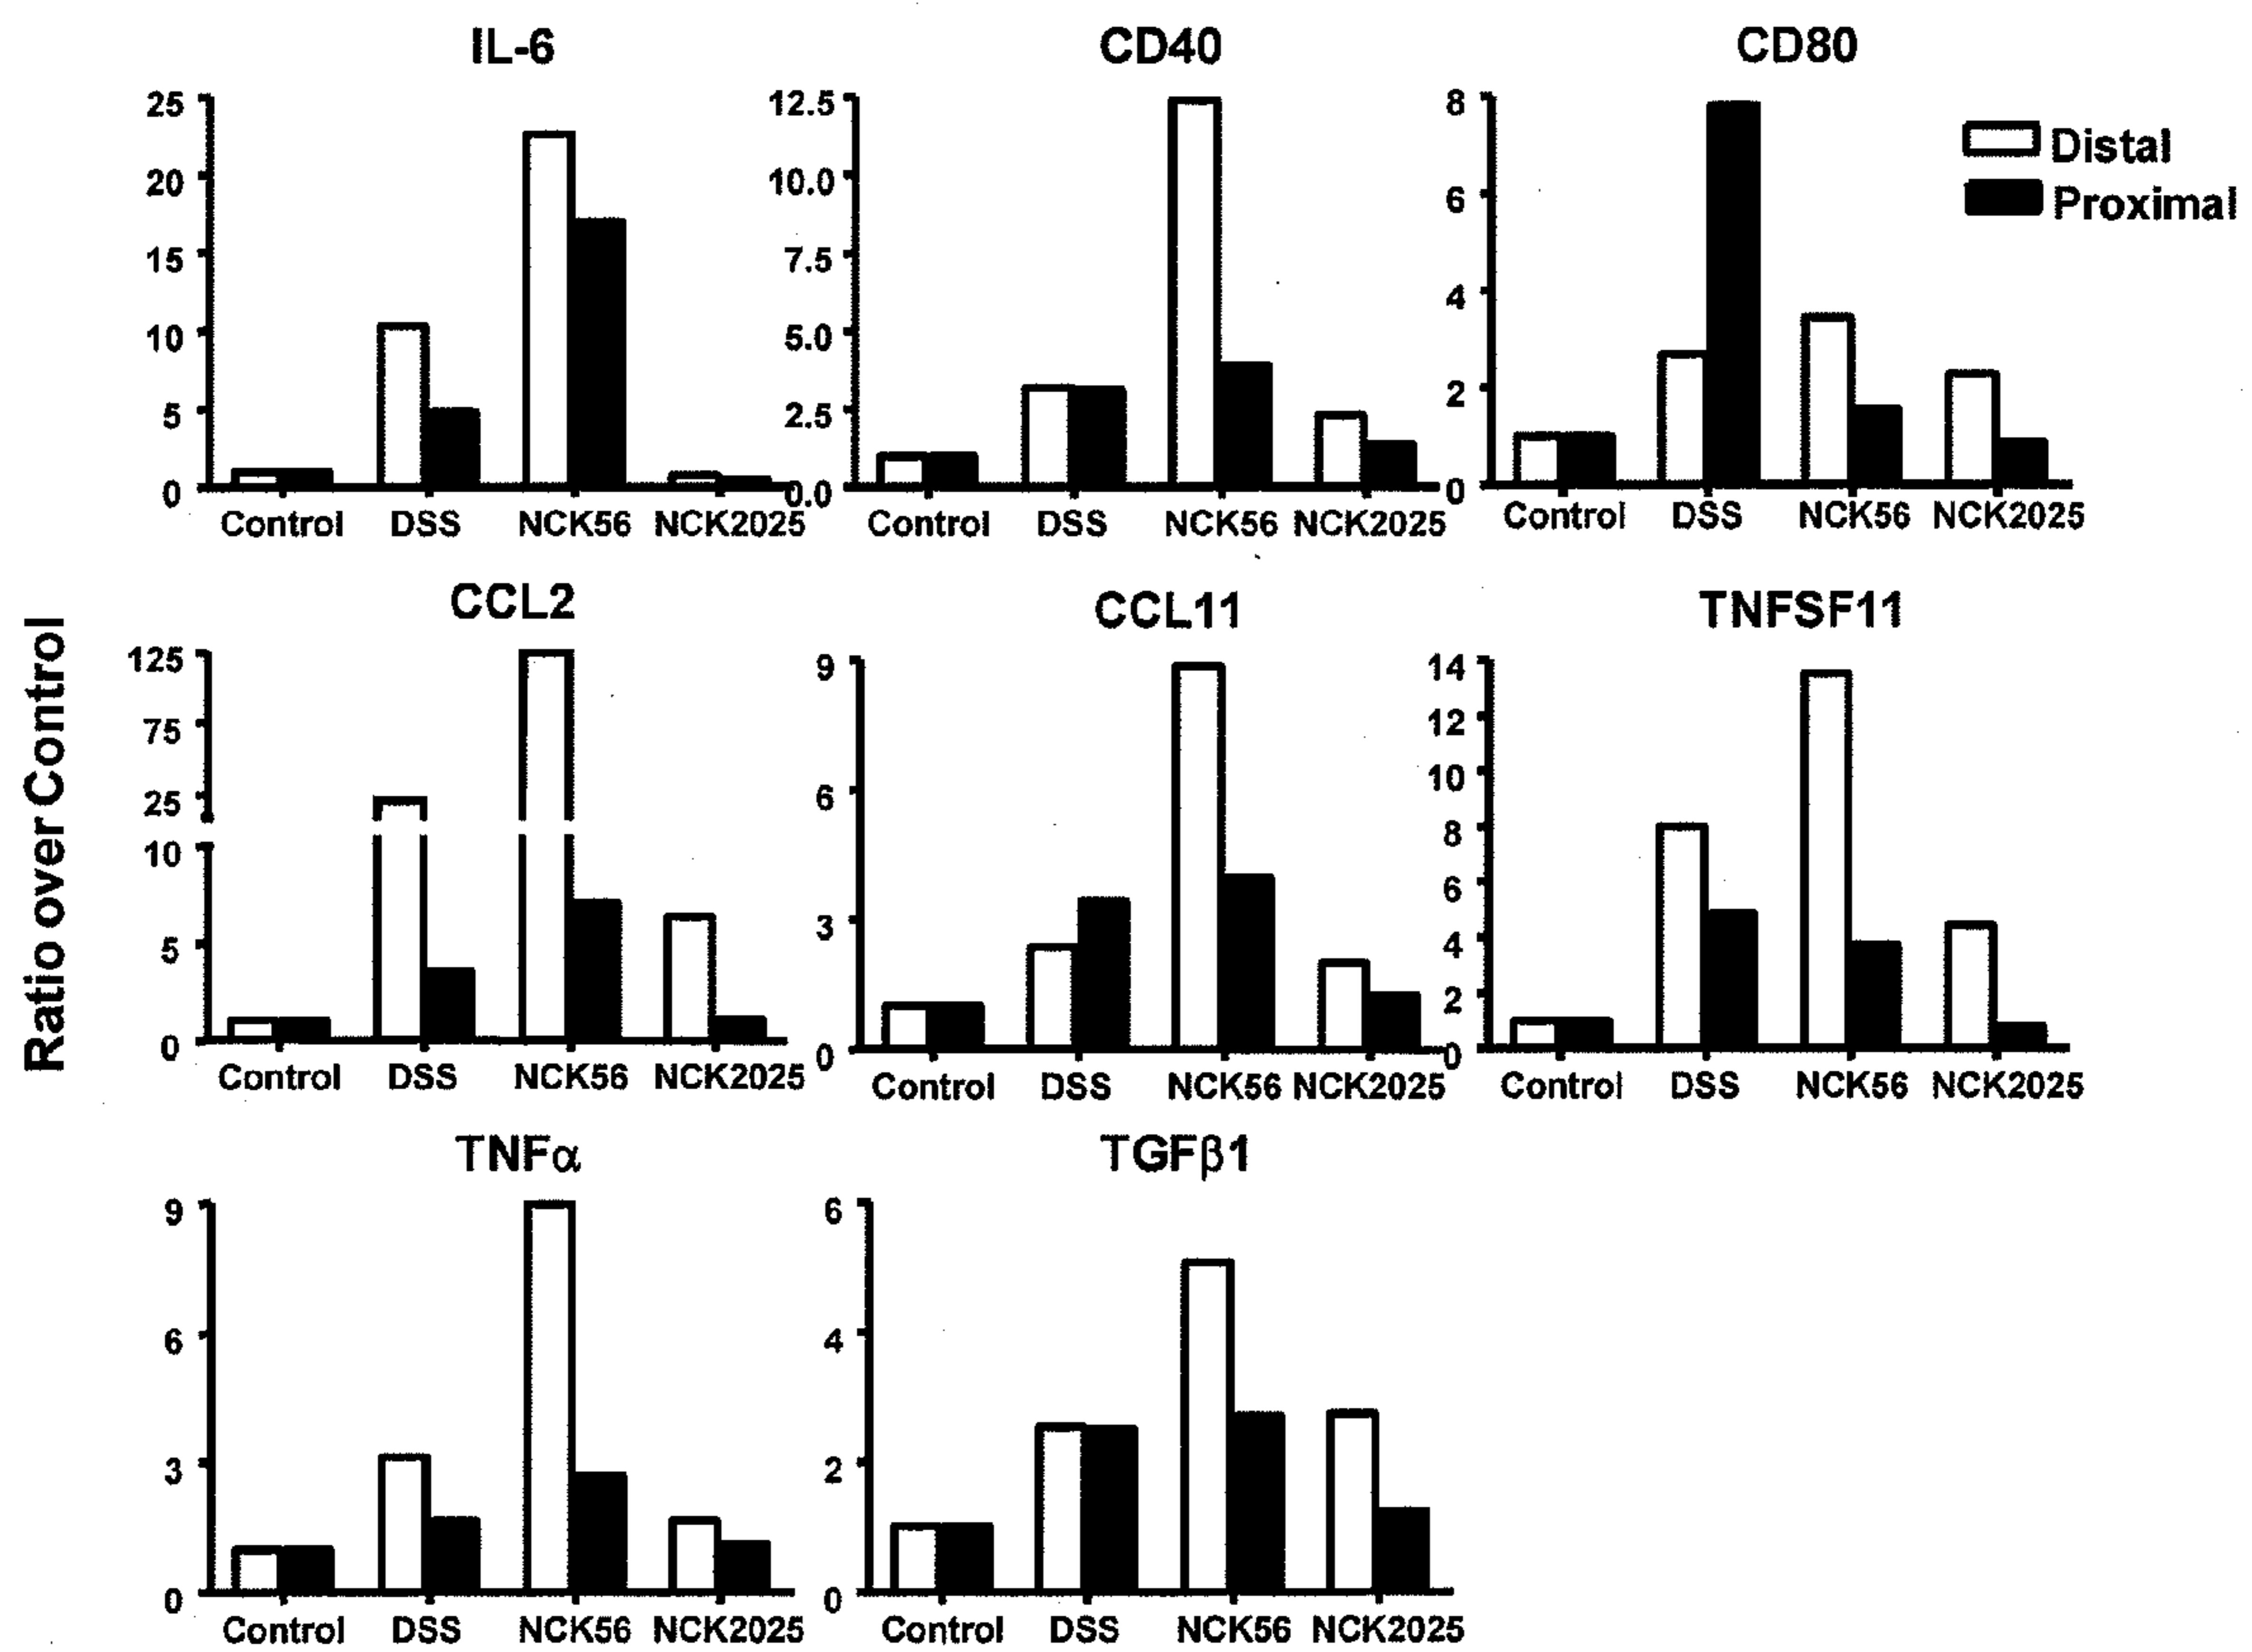 IL-6
25
20
15
10
5
0
Control DSS NCK56 NCK2025
CD40
12.5
10.0
7.5
5.0
2.5
0.0
Control DSS NCK56 NCK2025
CD80
8
6
4
2
0
Control DSS NCK56 NCK2025
Distal
Proximal
Ratio over Control
CCL2
125
75
25
10
5
0
Control DSS NCK56 NCK2025
CCL11
9
6
3
0
Control DSS NCK56 NCK2025
TNFSF11
14
12
10
8
6
4
2
0
Control DSS NCK56 NCK2025
TNFα
9
6
3
0
Control DSS NCK56 NCK2025
TGFβ1
6
4
2
0
Control DSS NCK56 NCK2025